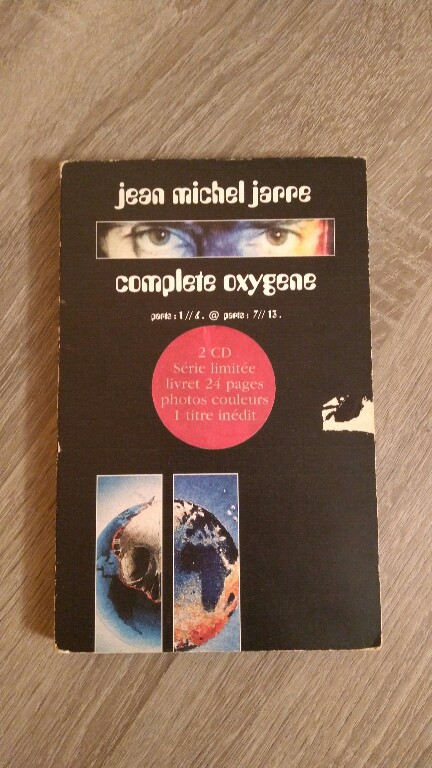 jean michel jarre
complete oxygene
parts : 1 // 6 . @ parts : 7 // 13 .
2 CD
Série limitée
livret 24 pages
photos couleurs
1 titre inédit